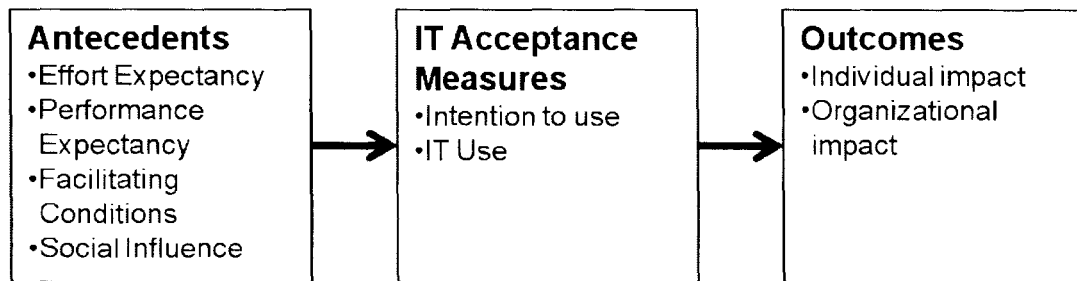 Antecedents
•Effort Expectancy
•Performance
Expectancy
•Facilitating
Conditions
•Social Influence
IT Acceptance
Measures
•Intention to use
•IT Use
Outcomes
•Individual impact
•Organizational
impact